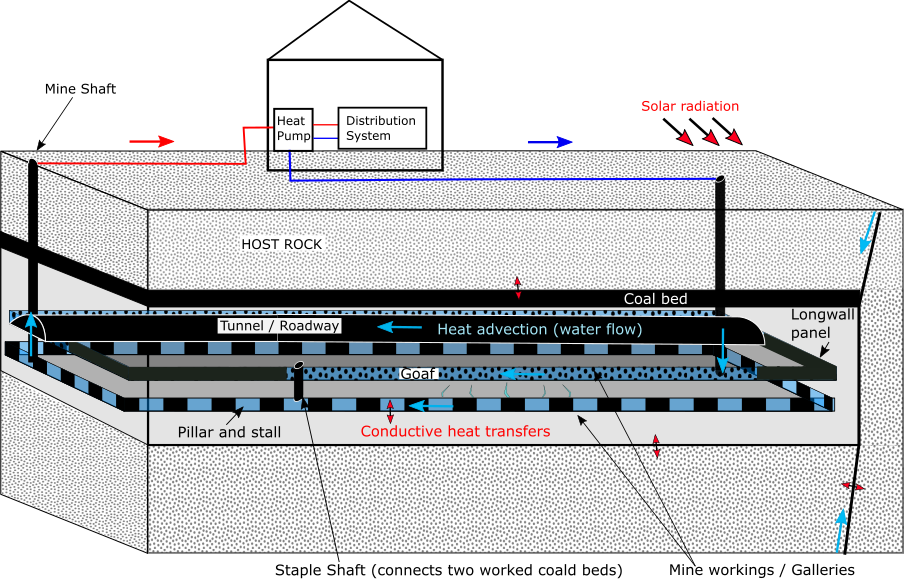 Mine Shaft
Heat
Pump
Distribution
System
Solar radiation
HOST ROCK
Coal bed
Longwall
panel
Tunnel / Roadway
Heat advection (water flow)
Goaf
Pillar and stall
Conductive heat transfers
Staple Shaft (connects two worked coald beds)
Mine workings / Galleries